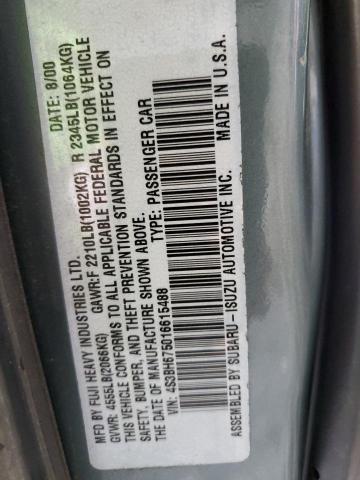 MFD BY FUJI HEAVY INDUSTRIES LTD. DATE: 8/00
GVWR: 4555LB(2066KG) GAWR:F 2210LB(1002KG) R 2345LB(1064KG)
THIS VEHICLE CONFORMS TO ALL APPLICABLE FEDERAL MOTOR VEHICLE
SAFETY, BUMPER, AND THEFT PREVENTION STANDARDS IN EFFECT ON
THE DATE OF MANUFACTURE SHOWN ABOVE.
VIN: 4S3BH675016615488 TYPE: PASSENGER CAR
ASSEMBLED BY SUBARU-ISUZU AUTOMOTIVE INC. MADE IN U.S.A.